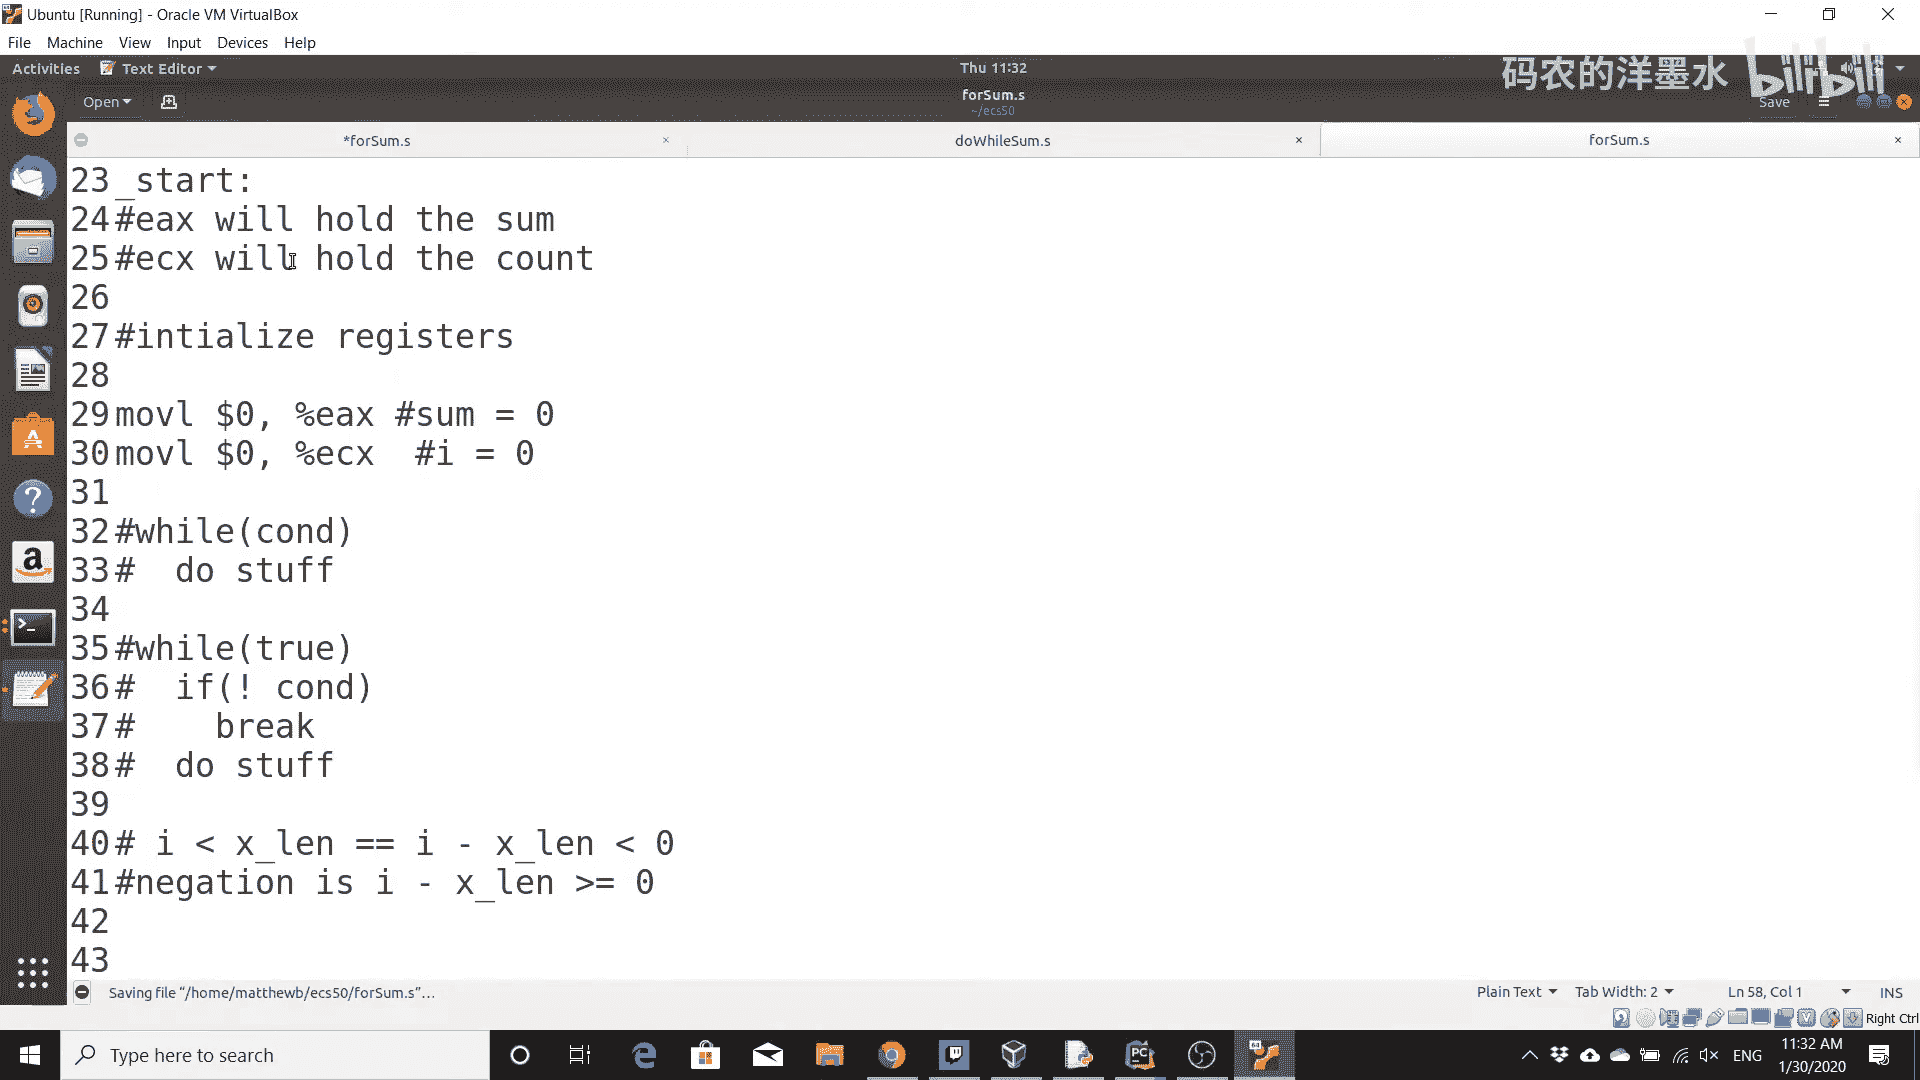 Ubuntu [Running] - Oracle VM VirtualBox
File Machine View Input Devices Help
Activities Text Editor Thu 11:32
码农的洋墨水 bilibili
Open forSum.s Save
~/ecs50
*forSum.s × doWhileSum.s × forSum.s ×
23 _start:
24 #eax will hold the sum
25 #ecx will hold the count
26
27 #intialize registers
28
29 movl $0, %eax #sum = 0
30 movl $0, %ecx  #i = 0
31
32 #while(cond)
33 #  do stuff
34
35 #while(true)
36 #  if(! cond)
37 #    break
38 #  do stuff
39
40 # i < x_len == i - x_len < 0
41 #negation is i - x_len >= 0
42
43
Saving file “/home/matthewb/ecs50/forSum.s”… Plain Text Tab Width: 2 Ln 58, Col 1 INS
Right Ctrl
Type here to search ENG 11:32 AM
1/30/2020